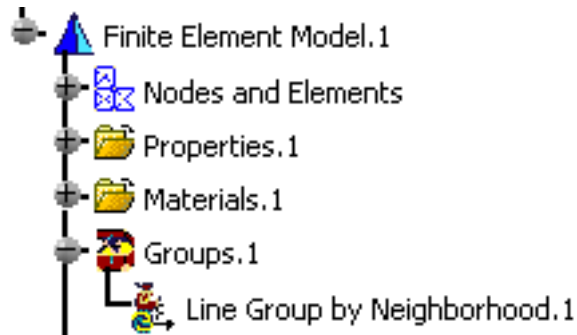 Finite Element Model.1
Nodes and Elements
Properties.1
Materials.1
Groups.1
Line Group by Neighborhood.1